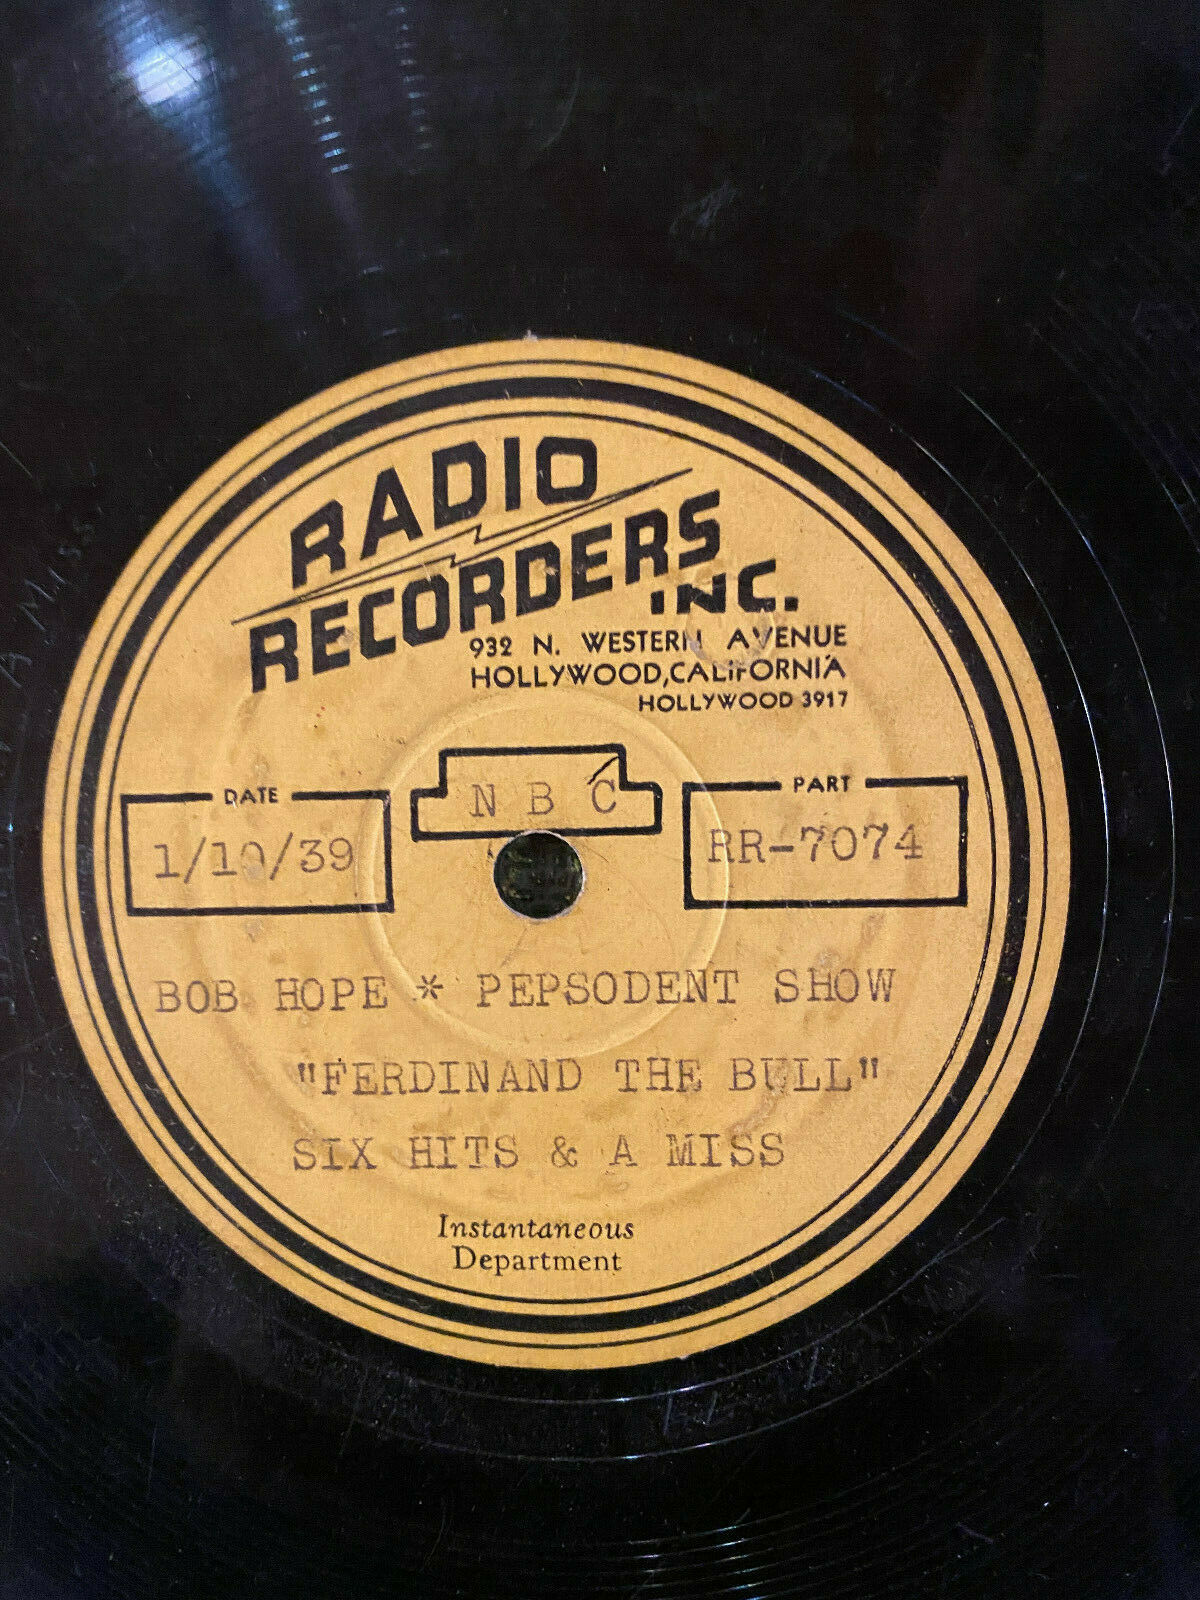 RADIO
RECORDERS
INC.
932 N. WESTERN AVENUE
HOLLYWOOD, CALIFORNIA
HOLLYWOOD 3917
NBC
DATE
1/10/39
PART
RR-7074
BOB HOPE * PEPSODENT SHOW
"FERDINAND THE BULL"
SIX HITS & A MISS
Instantaneous
Department